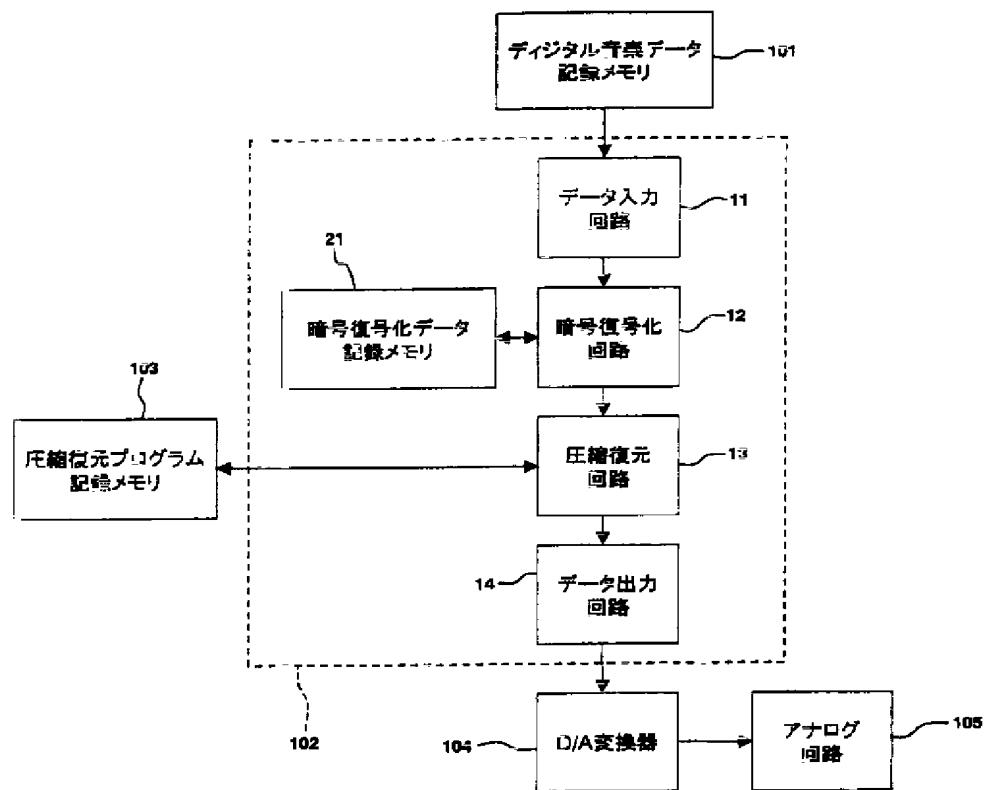 ディジタル音楽データ
記録メモリ
101
データ入力
回路
11
21
暗号復号化データ
記録メモリ
暗号復号化
回路
12
103
圧縮復元プログラム
記録メモリ
圧縮復元
回路
13
14
データ出力
回路
102
104
D/A変換器
アナログ
回路
105